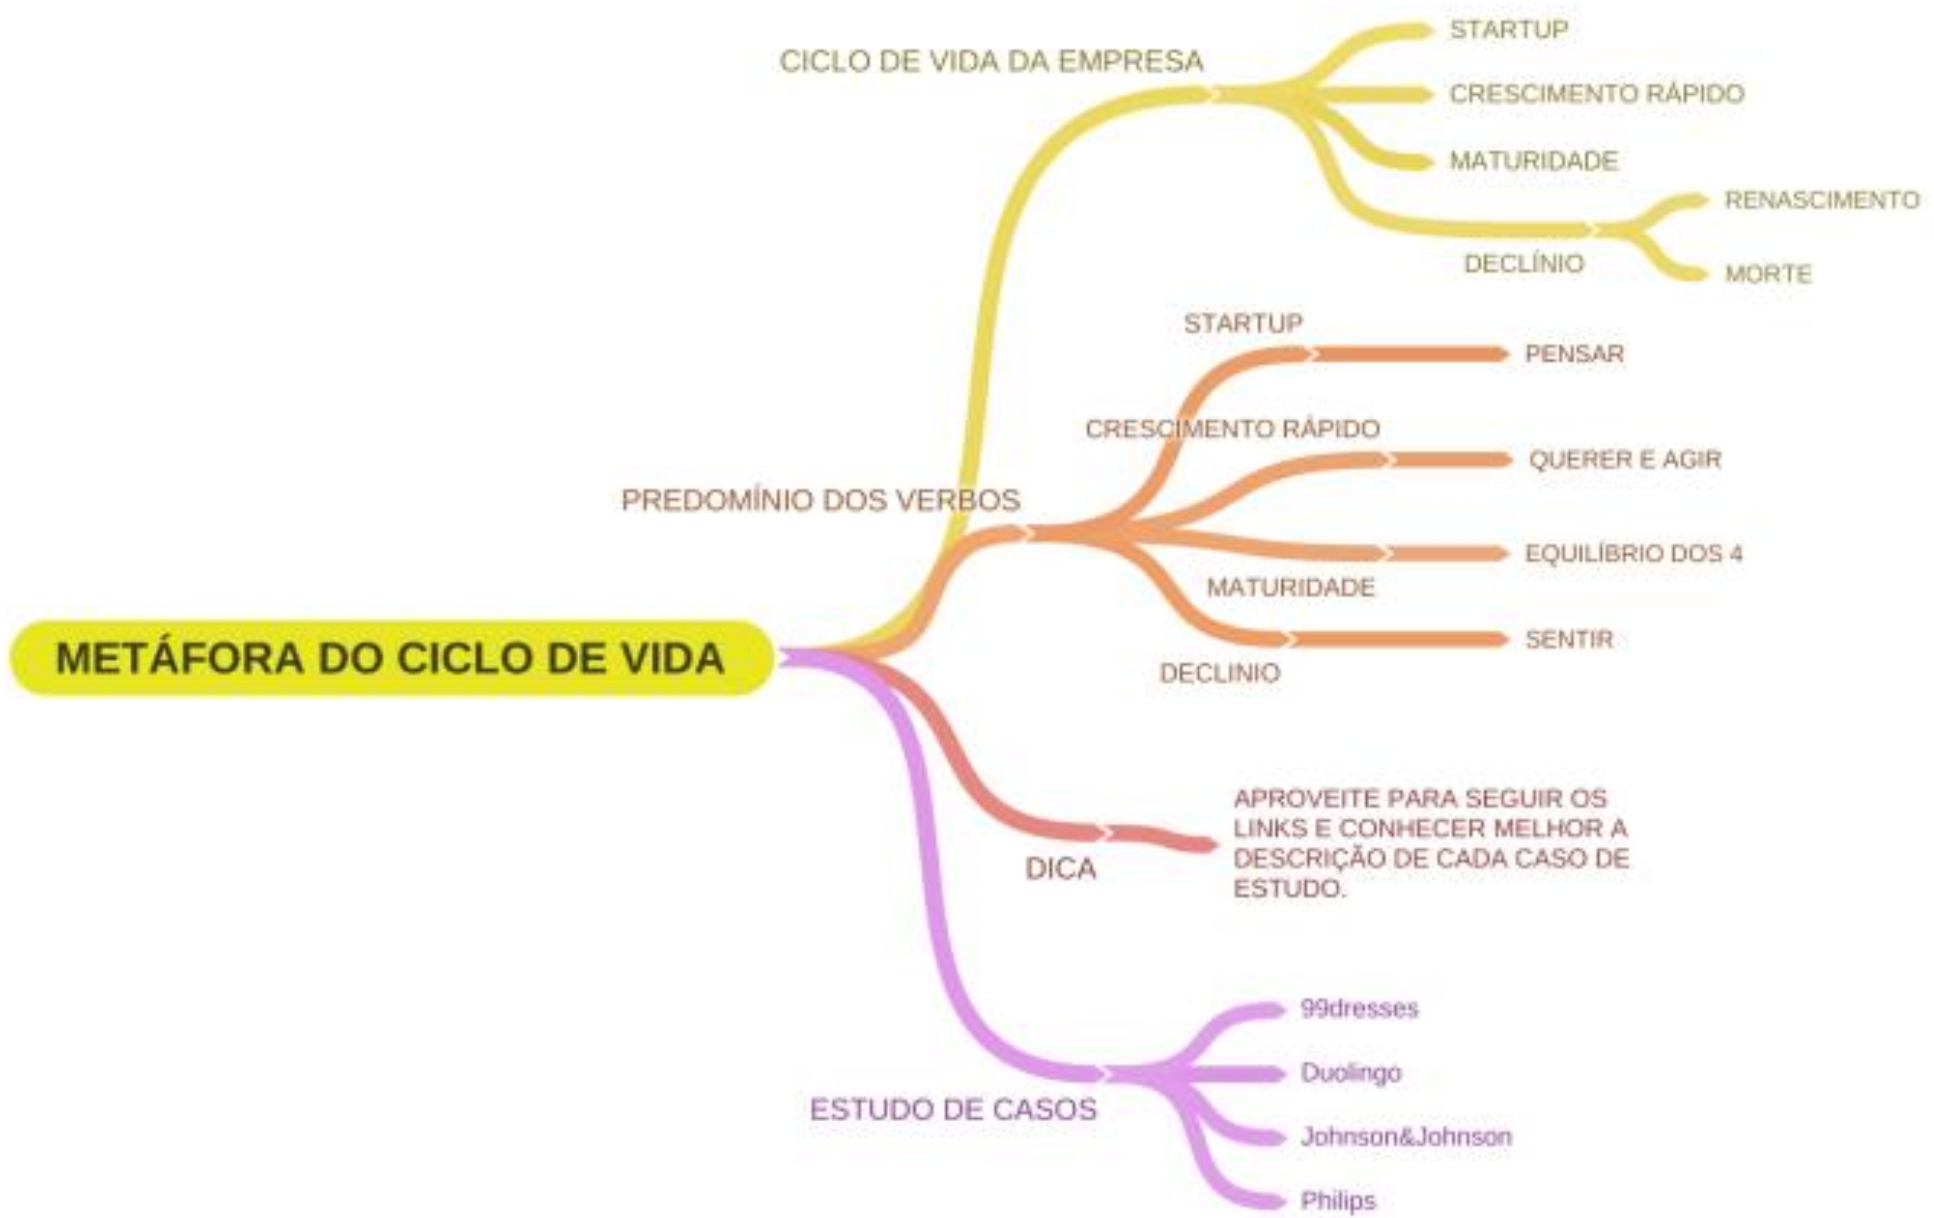 METÁFORA DO CICLO DE VIDA
CICLO DE VIDA DA EMPRESA
STARTUP
CRESCIMENTO RÁPIDO
MATURIDADE
DECLÍNIO
RENASCIMENTO
MORTE
PREDOMÍNIO DOS VERBOS
STARTUP
PENSAR
CRESCIMENTO RÁPIDO
QUERER E AGIR
MATURIDADE
EQUILÍBRIO DOS 4
DECLINIO
SENTIR
DICA
APROVEITE PARA SEGUIR OS
LINKS E CONHECER MELHOR A
DESCRIÇÃO DE CADA CASO DE
ESTUDO.
ESTUDO DE CASOS
99dresses
Duolingo
Johnson&Johnson
Philips